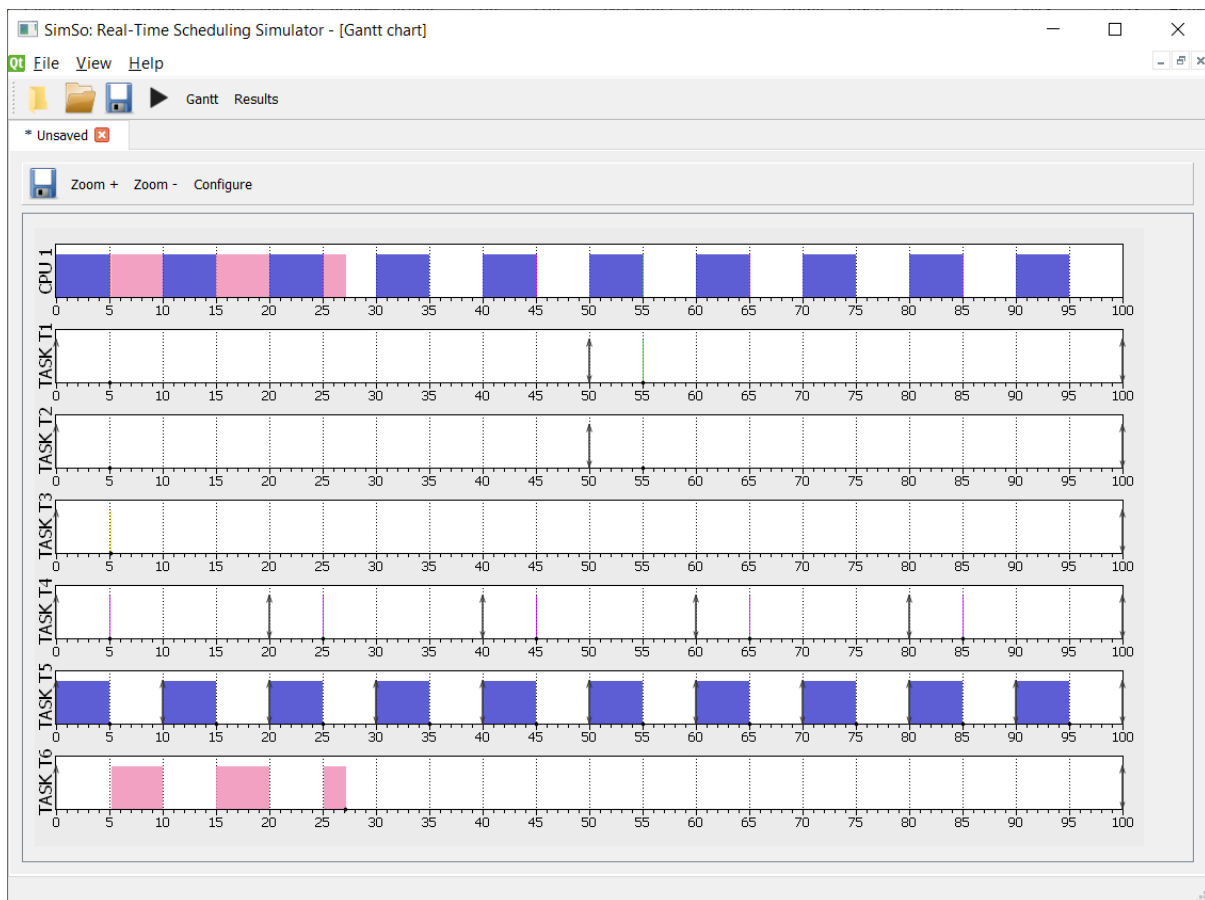 SimSo: Real-Time Scheduling Simulator - [Gantt chart]
File View Help
Gantt Results
* Unsaved
Zoom + Zoom - Configure
CPU 1
0 5 10 15 20 25 30 35 40 45 50 55 60 65 70 75 80 85 90 95 100
TASK T1
0 5 10 15 20 25 30 35 40 45 50 55 60 65 70 75 80 85 90 95 100
TASK T2
0 5 10 15 20 25 30 35 40 45 50 55 60 65 70 75 80 85 90 95 100
TASK T3
0 5 10 15 20 25 30 35 40 45 50 55 60 65 70 75 80 85 90 95 100
TASK T4
0 5 10 15 20 25 30 35 40 45 50 55 60 65 70 75 80 85 90 95 100
TASK T5
0 5 10 15 20 25 30 35 40 45 50 55 60 65 70 75 80 85 90 95 100
TASK T6
0 5 10 15 20 25 30 35 40 45 50 55 60 65 70 75 80 85 90 95 100